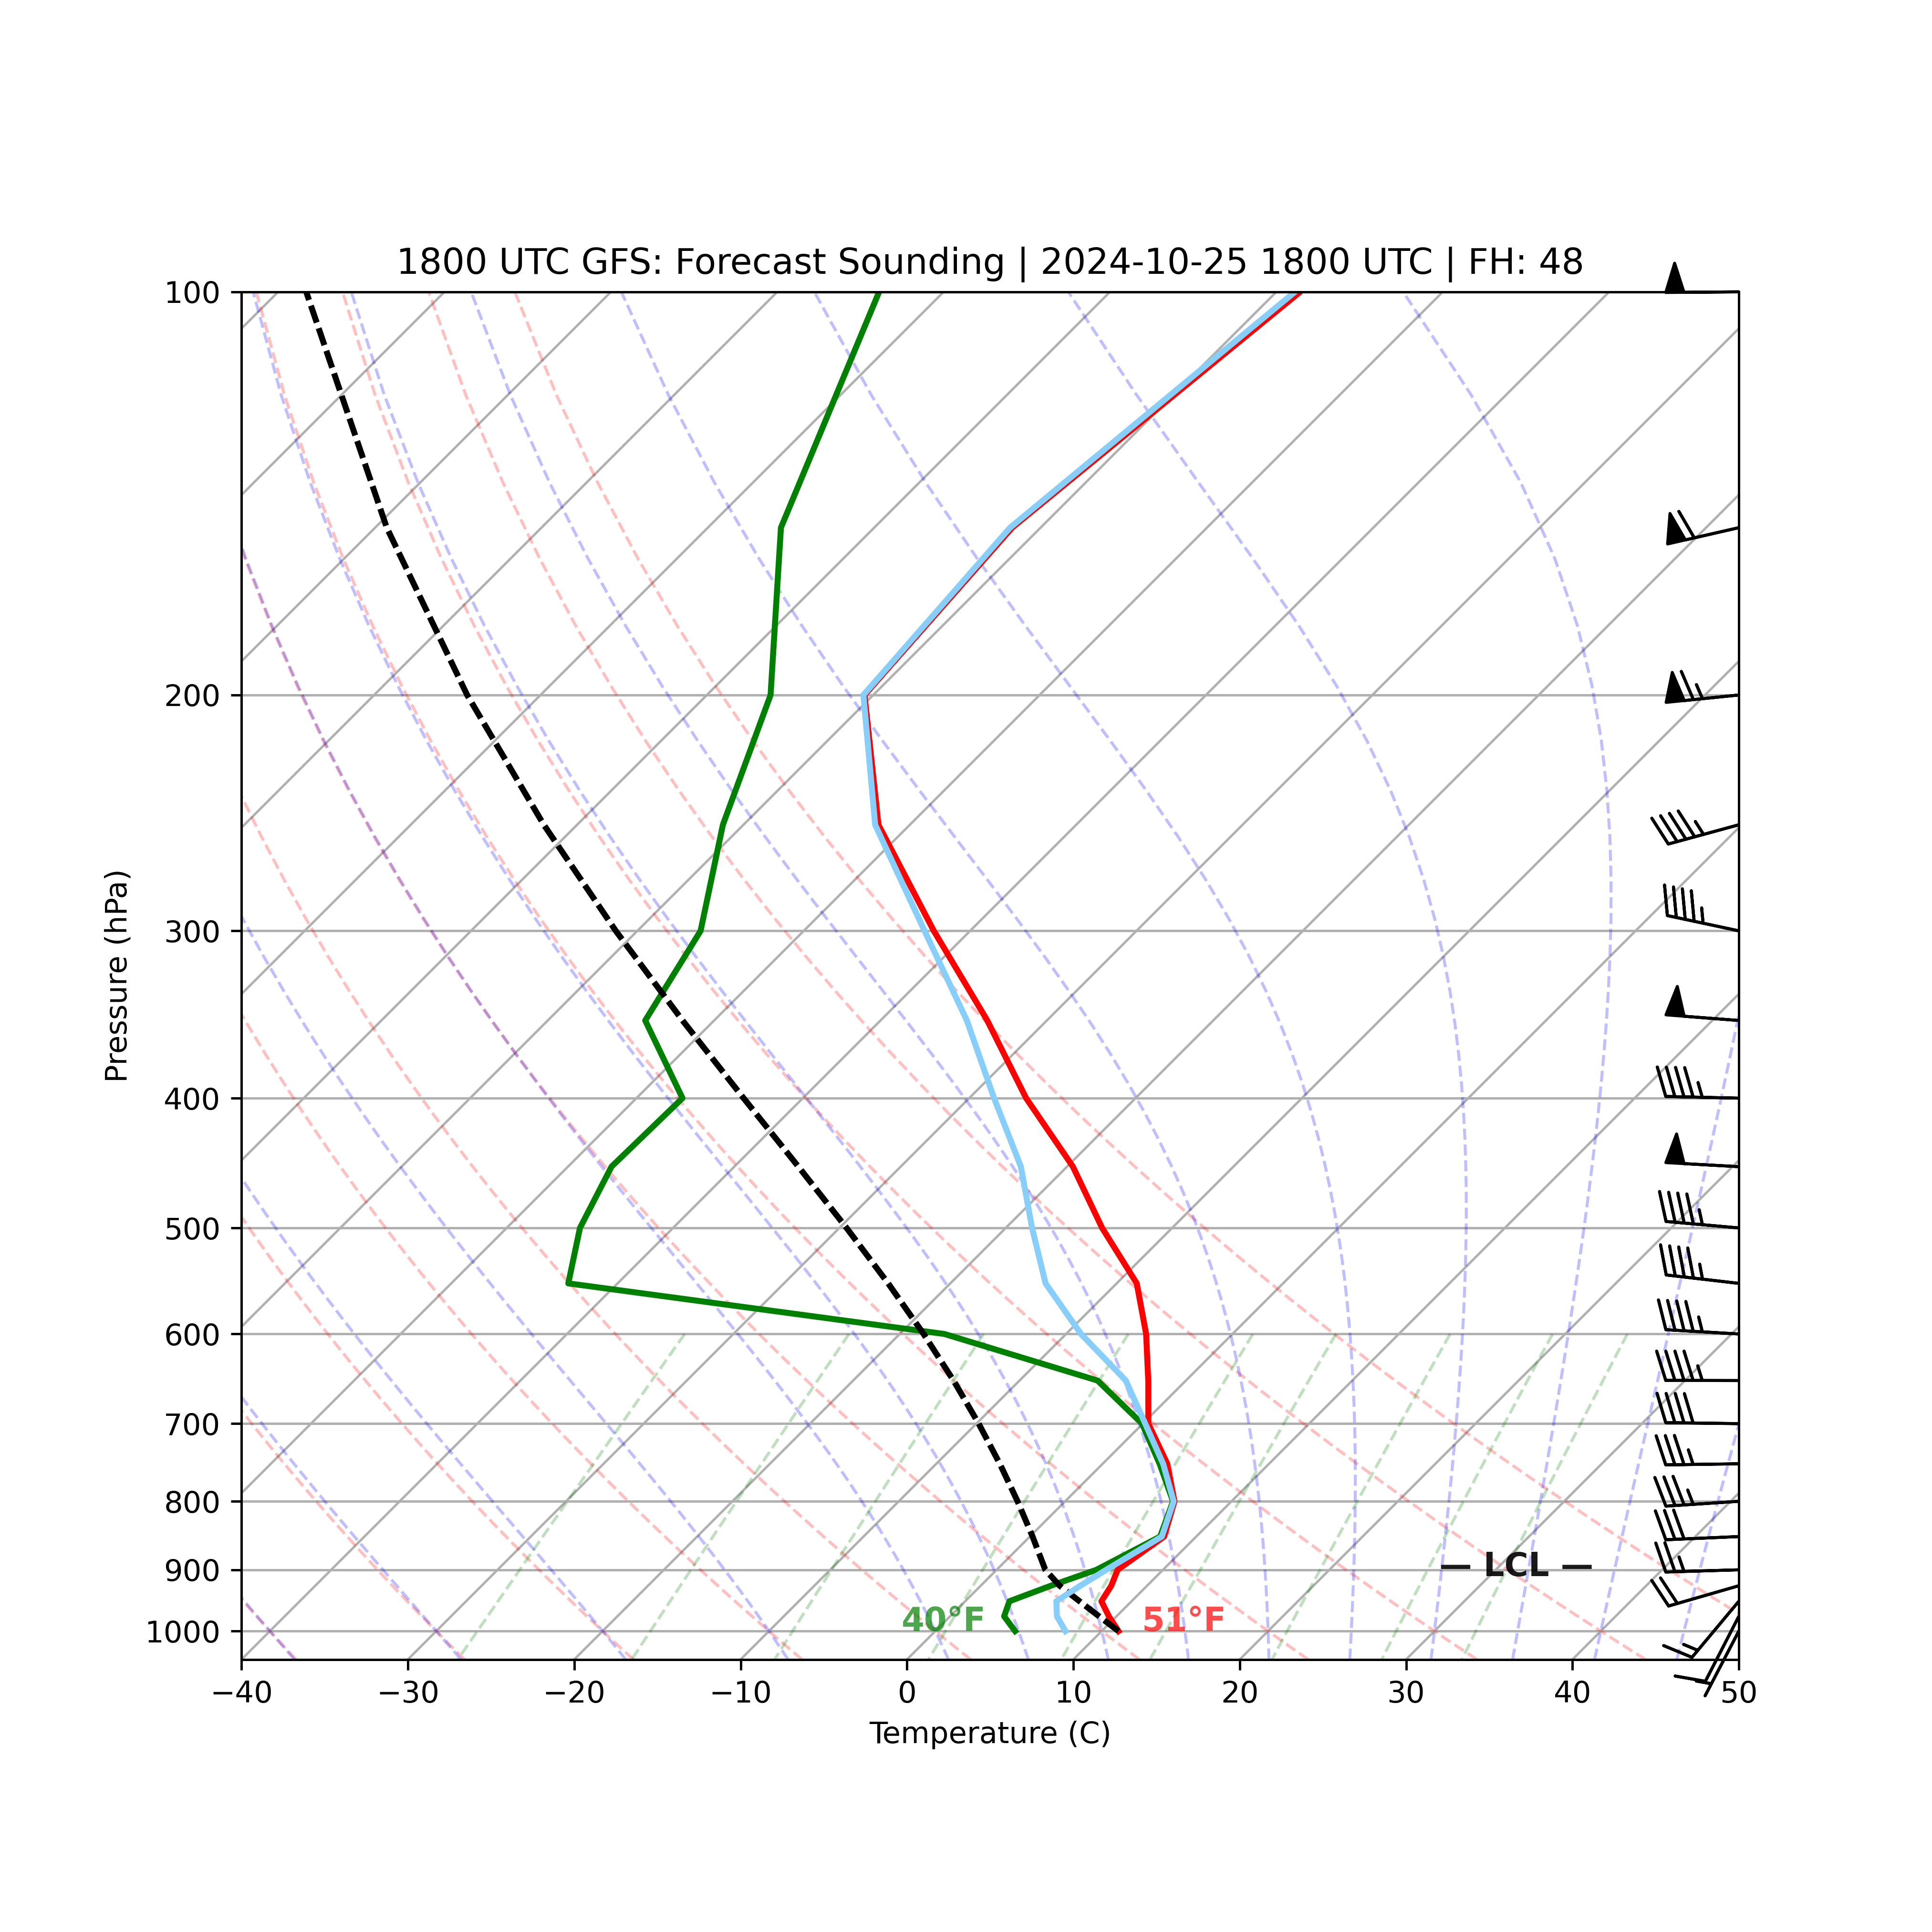 1800 UTC GFS: Forecast Sounding | 2024-10-25 1800 UTC | FH: 48
100
200
300
400
500
600
700
800
900
1000
Pressure (hPa)
— LCL —
40°F
51°F
−40 −30 −20 −10 0 10 20 30 40 50
Temperature (C)